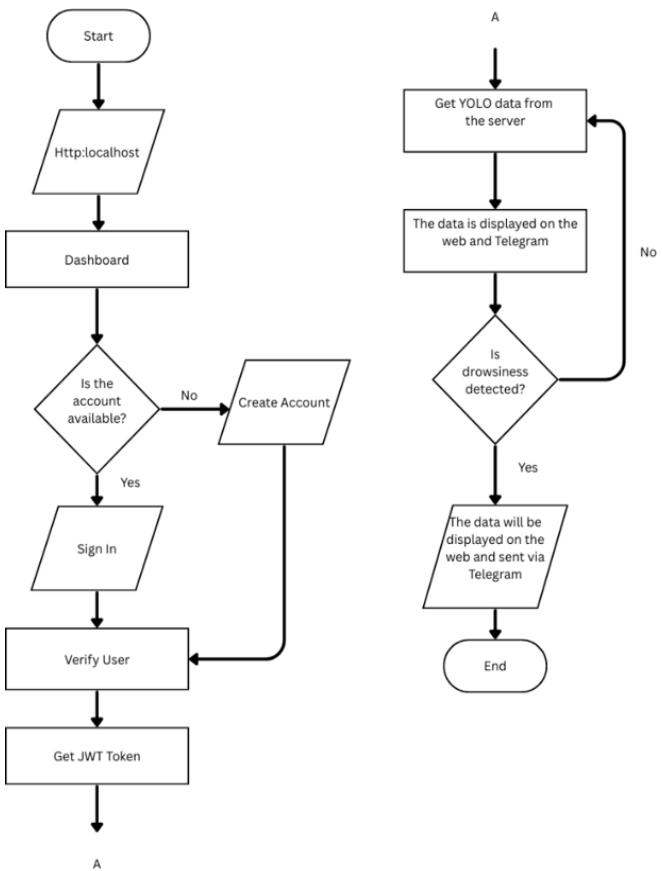 Start
Http:localhost
Dashboard
Is the
account
available?
No
Create Account
Yes
Sign In
Verify User
Get JWT Token
A
A
Get YOLO data from
the server
The data is displayed on the
web and Telegram
No
Is
drowsiness
detected?
Yes
The data will be
displayed on the
web and sent via
Telegram
End